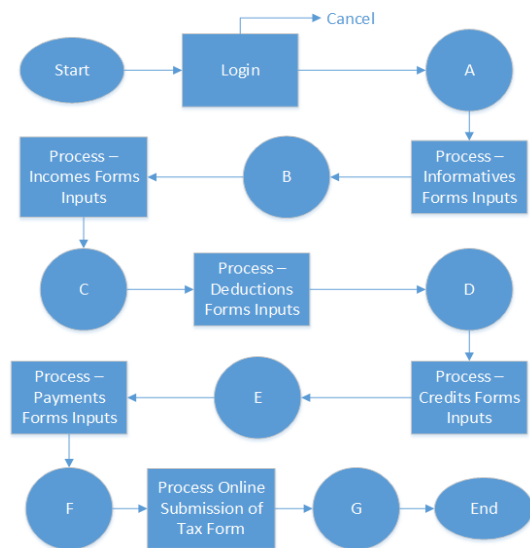 Cancel
Start
Login
A
Process –
Informatives
Forms Inputs
B
Process –
Incomes Forms
Inputs
C
Process –
Deductions
Forms Inputs
D
Process –
Credits Forms
Inputs
E
Process –
Payments
Forms Inputs
F
Process Online
Submission of
Tax Form
G
End